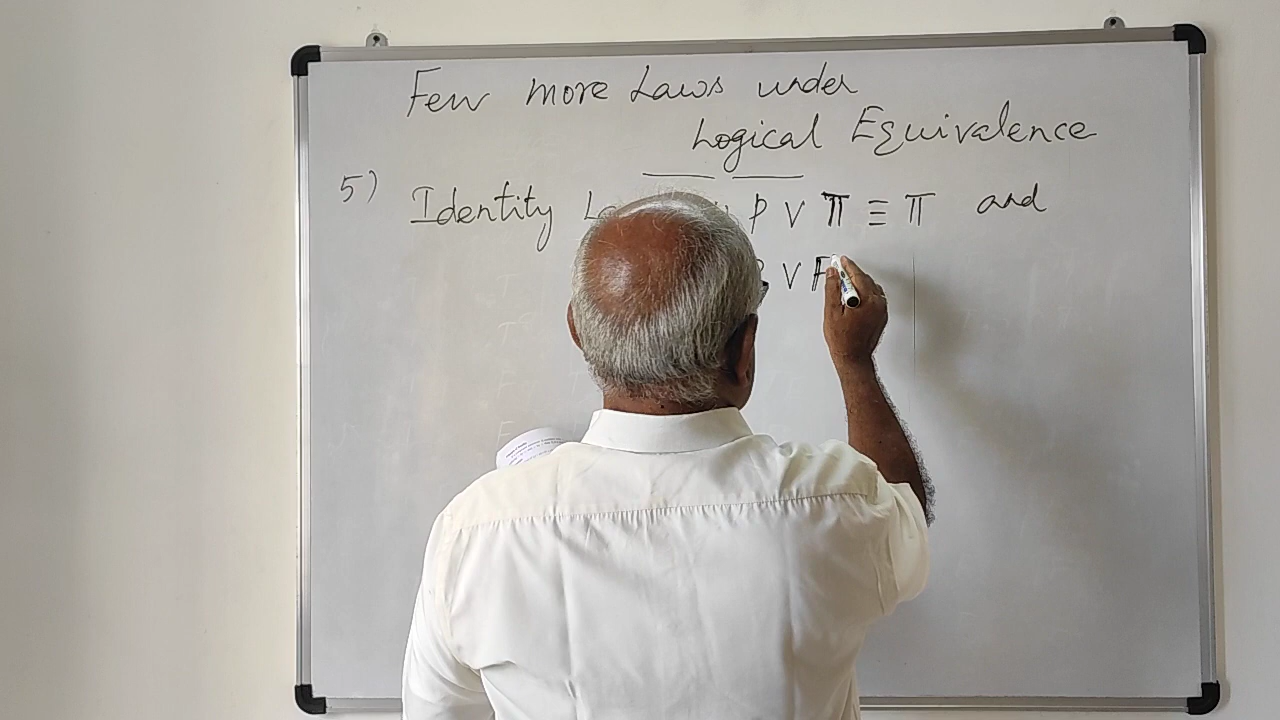 Few more Laws under
Logical Equivalence
5) Identity p ∨ 𝕋 ≡ 𝕋 and
∨ F